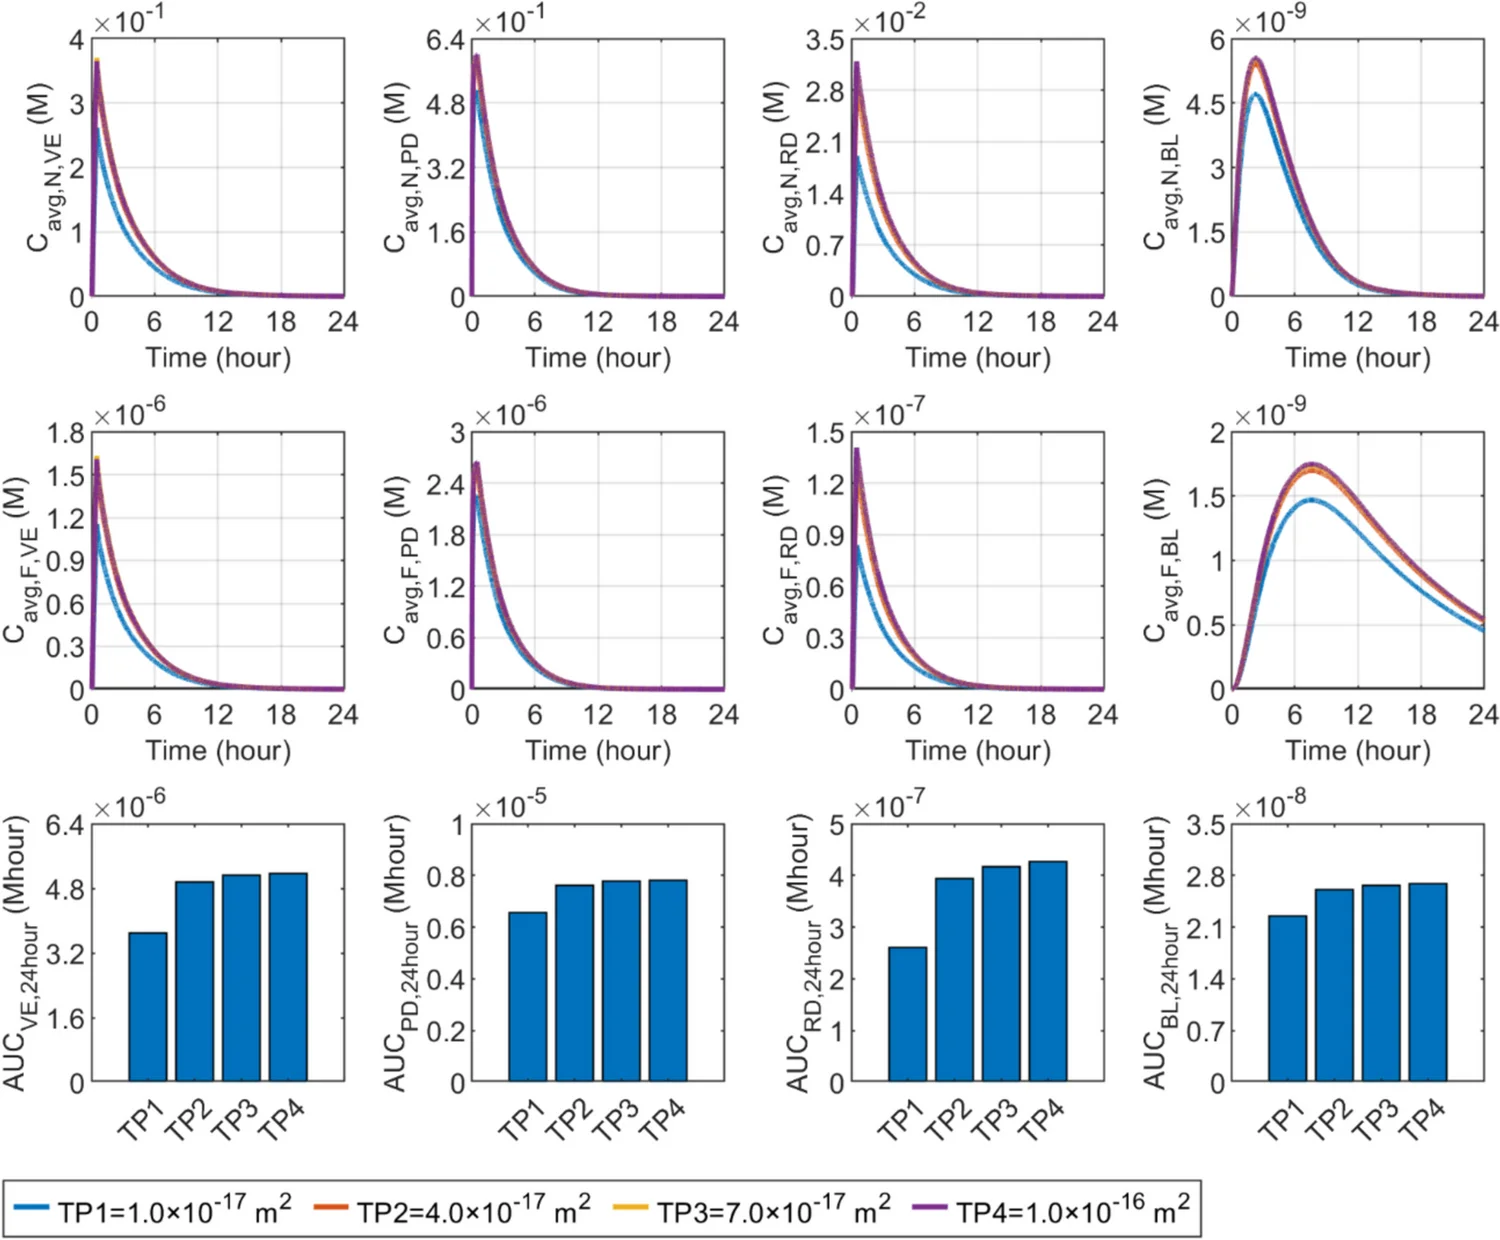 ×10⁻¹ ×10⁻¹ ×10⁻² ×10⁻⁹
4 3 2 1 0
C_avg,N,VE (M)
0 6 12 18 24
Time (hour)
6.4 4.8 3.2 1.6 0
C_avg,N,PD (M)
0 6 12 18 24
Time (hour)
3.5 2.8 2.1 1.4 0.7 0
C_avg,N,RD (M)
0 6 12 18 24
Time (hour)
6 4.5 3 1.5 0
C_avg,N,BL (M)
0 6 12 18 24
Time (hour)
×10⁻⁶ ×10⁻⁶ ×10⁻⁷ ×10⁻⁹
1.8 1.5 1.2 0.9 0.6 0.3 0
C_avg,F,VE (M)
0 6 12 18 24
Time (hour)
3 2.4 1.8 1.2 0.6 0
C_avg,F,PD (M)
0 6 12 18 24
Time (hour)
1.5 1.2 0.9 0.6 0.3 0
C_avg,F,RD (M)
0 6 12 18 24
Time (hour)
2 1.5 1 0.5 0
C_avg,F,BL (M)
0 6 12 18 24
Time (hour)
×10⁻⁶ ×10⁻⁵ ×10⁻⁷ ×10⁻⁸
6.4 4.8 3.2 1.6 0
AUC_VE,24hour (Mhour)
TP1 TP2 TP3 TP4
1 0.8 0.6 0.4 0.2 0
AUC_PD,24hour (Mhour)
TP1 TP2 TP3 TP4
5 4 3 2 1 0
AUC_RD,24hour (Mhour)
TP1 TP2 TP3 TP4
3.5 2.8 2.1 1.4 0.7 0
AUC_BL,24hour (Mhour)
TP1 TP2 TP3 TP4
TP1=1.0×10⁻¹⁷ m² TP2=4.0×10⁻¹⁷ m² TP3=7.0×10⁻¹⁷ m² TP4=1.0×10⁻¹⁶ m²